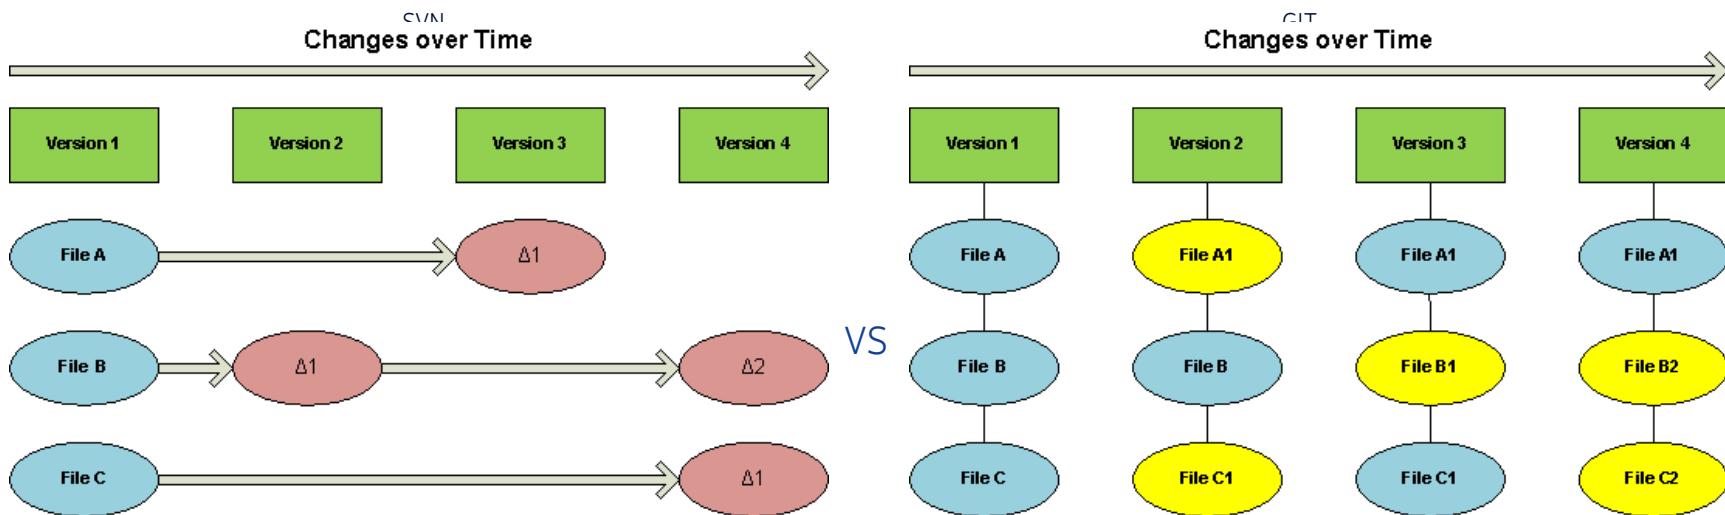 SVN
Changes over Time
Version 1 Version 2 Version 3 Version 4
File A Δ1
File B Δ1 Δ2
File C Δ1
VS
GIT
Changes over Time
Version 1 Version 2 Version 3 Version 4
File A File A1 File A1 File A1
File B File B File B1 File B2
File C File C1 File C1 File C2